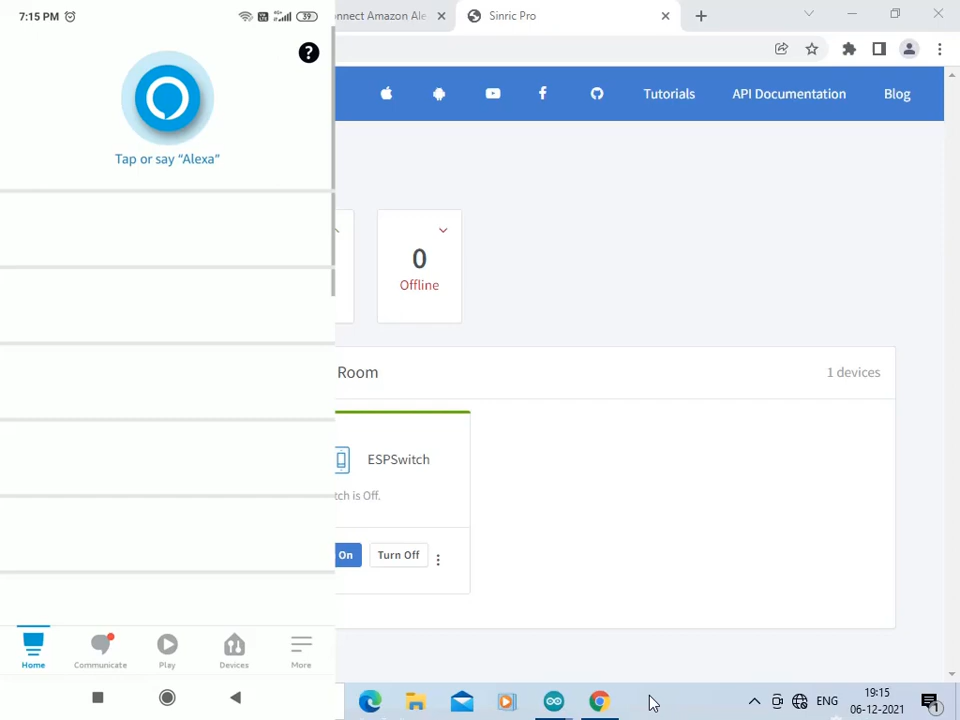 7:15 PM
39
Tap or say “Alexa”
Home
Communicate
Play
Devices
More
onnect Amazon Ale
Sinric Pro
Tutorials
API Documentation
Blog
0
Offline
Room
1 devices
ESPSwitch
tch is Off.
On
Turn Off
ENG
19:15
06-12-2021
1